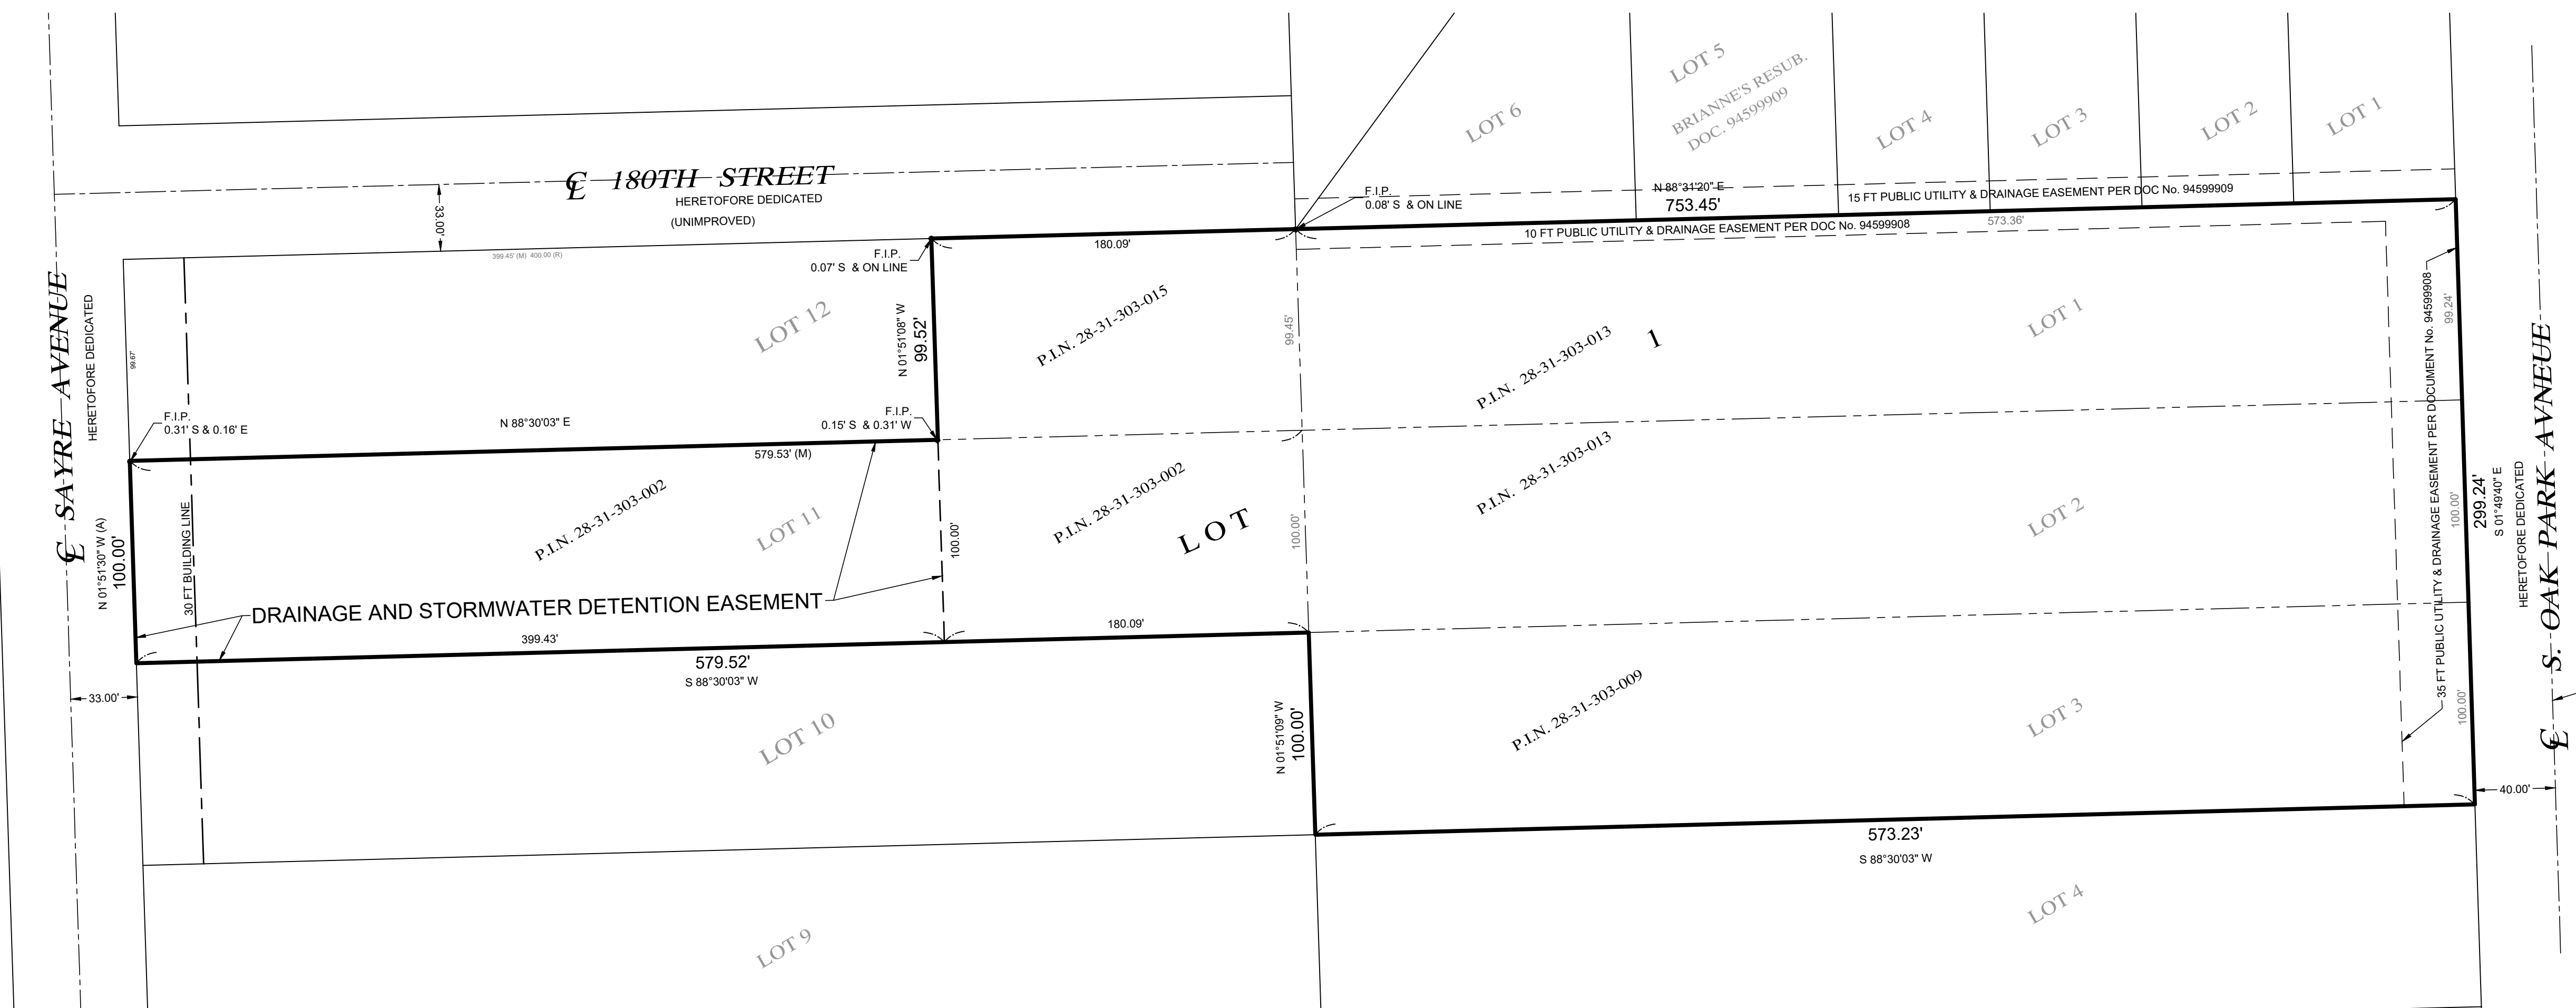 LOT 5
BRIANNE'S RESUB.
DOC. 94599909
LOT 6
LOT 4
LOT 3
LOT 2
LOT 1
℄ 180TH STREET
HERETOFORE DEDICATED
(UNIMPROVED)
33.00'
F.I.P.
0.08' S & ON LINE
N 88°31'20" E
753.45'
15 FT PUBLIC UTILITY & DRAINAGE EASEMENT PER DOC No. 94599909
10 FT PUBLIC UTILITY & DRAINAGE EASEMENT PER DOC No. 94599908
573.36'
180.09'
399.45' (M) 400.00 (R)
F.I.P.
0.07' S & ON LINE
℄ SAYRE AVENUE
HERETOFORE DEDICATED
99.67'
LOT 12
N 01°51'08" W
99.52'
P.I.N. 28-31-303-015
99.45'
P.I.N. 28-31-303-013
1
LOT 1
99.24'
35 FT PUBLIC UTILITY & DRAINAGE EASEMENT PER DOCUMENT No. 94599908
F.I.P.
0.31' S & 0.16' E
N 88°30'03" E
F.I.P.
0.15' S & 0.31' W
579.53' (M)
N 01°51'30" W (A)
100.00'
30 FT BUILDING LINE
P.I.N. 28-31-303-002
LOT 11
100.00'
P.I.N. 28-31-303-002
LOT
100.00'
P.I.N. 28-31-303-013
LOT 2
100.00'
299.24'
S 01°49'40" E
HERETOFORE DEDICATED
℄ S. OAK PARK AVNEUE
DRAINAGE AND STORMWATER DETENTION EASEMENT
399.43'
180.09'
579.52'
S 88°30'03" W
33.00'
LOT 10
N 01°51'09" W
100.00'
P.I.N. 28-31-303-009
LOT 3
100.00'
40.00'
573.23'
S 88°30'03" W
LOT 9
LOT 4